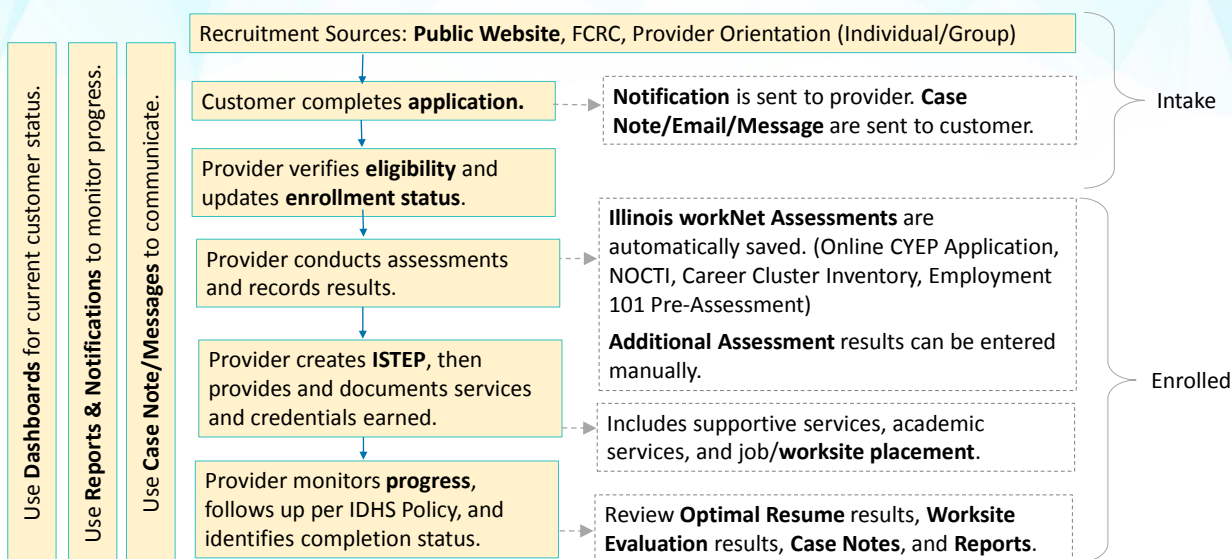 Use Dashboards for current customer status.
Use Reports & Notifications to monitor progress.
Use Case Note/Messages to communicate.
Recruitment Sources: Public Website, FCRC, Provider Orientation (Individual/Group)
Customer completes application.
Notification is sent to provider. Case
Note/Email/Message are sent to customer.
Intake
Provider verifies eligibility and
updates enrollment status.
Provider conducts assessments
and records results.
Illinois workNet Assessments are
automatically saved. (Online CYEP Application,
NOCTI, Career Cluster Inventory, Employment
101 Pre-Assessment)
Additional Assessment results can be entered
manually.
Enrolled
Provider creates ISTEP, then
provides and documents services
and credentials earned.
Includes supportive services, academic
services, and job/worksite placement.
Provider monitors progress,
follows up per IDHS Policy, and
identifies completion status.
Review Optimal Resume results, Worksite
Evaluation results, Case Notes, and Reports.